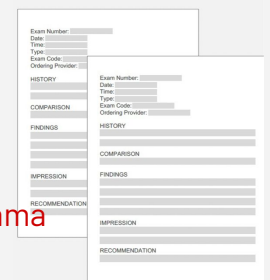 Exam Number:
Date:
Time:
Type:
Exam Code:
Ordering Provider:
HISTORY
COMPARISON
FINDINGS
IMPRESSION
RECOMMENDATION
Exam Number:
Date:
Time:
Type:
Exam Code:
Ordering Provider:
HISTORY
COMPARISON
FINDINGS
IMPRESSION
RECOMMENDATION